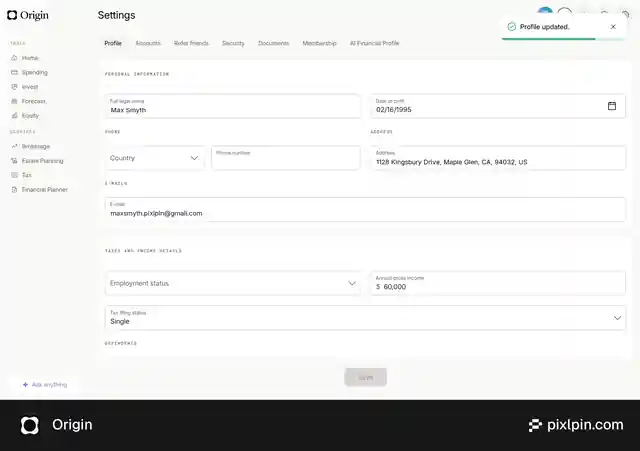 Origin
Settings
Profile updated.
Profile
Accounts
Refer friends
Security
Documents
Membership
AI Financial Profile
TOOLS
Home
Spending
Invest
Forecast
Equity
SERVICES
Brokerage
Estate Planning
Tax
Financial Planner
Ask anything
PERSONAL INFORMATION
Full legal name
Max Smyth
Date of birth
02/16/1995
PHONE
Country
Phone number
ADDRESS
Address
1128 Kingsbury Drive, Maple Glen, CA, 94032, US
E-MAILS
E-mail
maxsmyth.pixlpin@gmail.com
TAXES AND INCOME DETAILS
Employment status
Annual gross income
$ 60,000
Tax filing status
Single
DEPENDENTS
Save
Origin
pixlpin.com